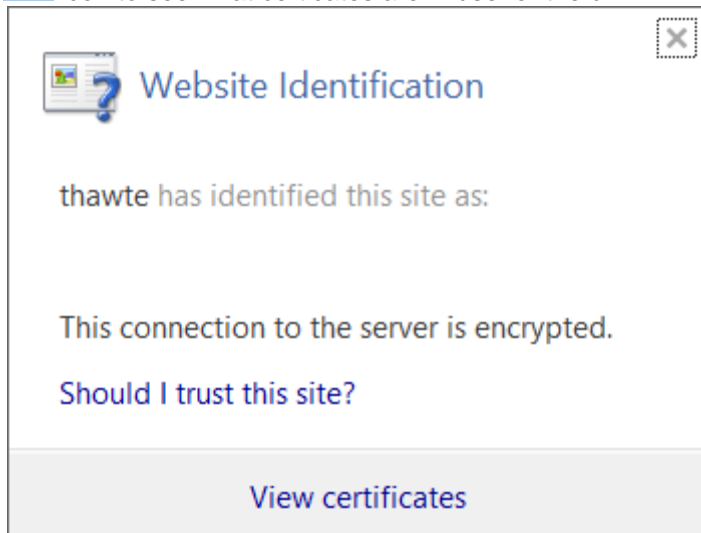 Website Identification
thawte has identified this site as:
This connection to the server is encrypted.
Should I trust this site?
View certificates